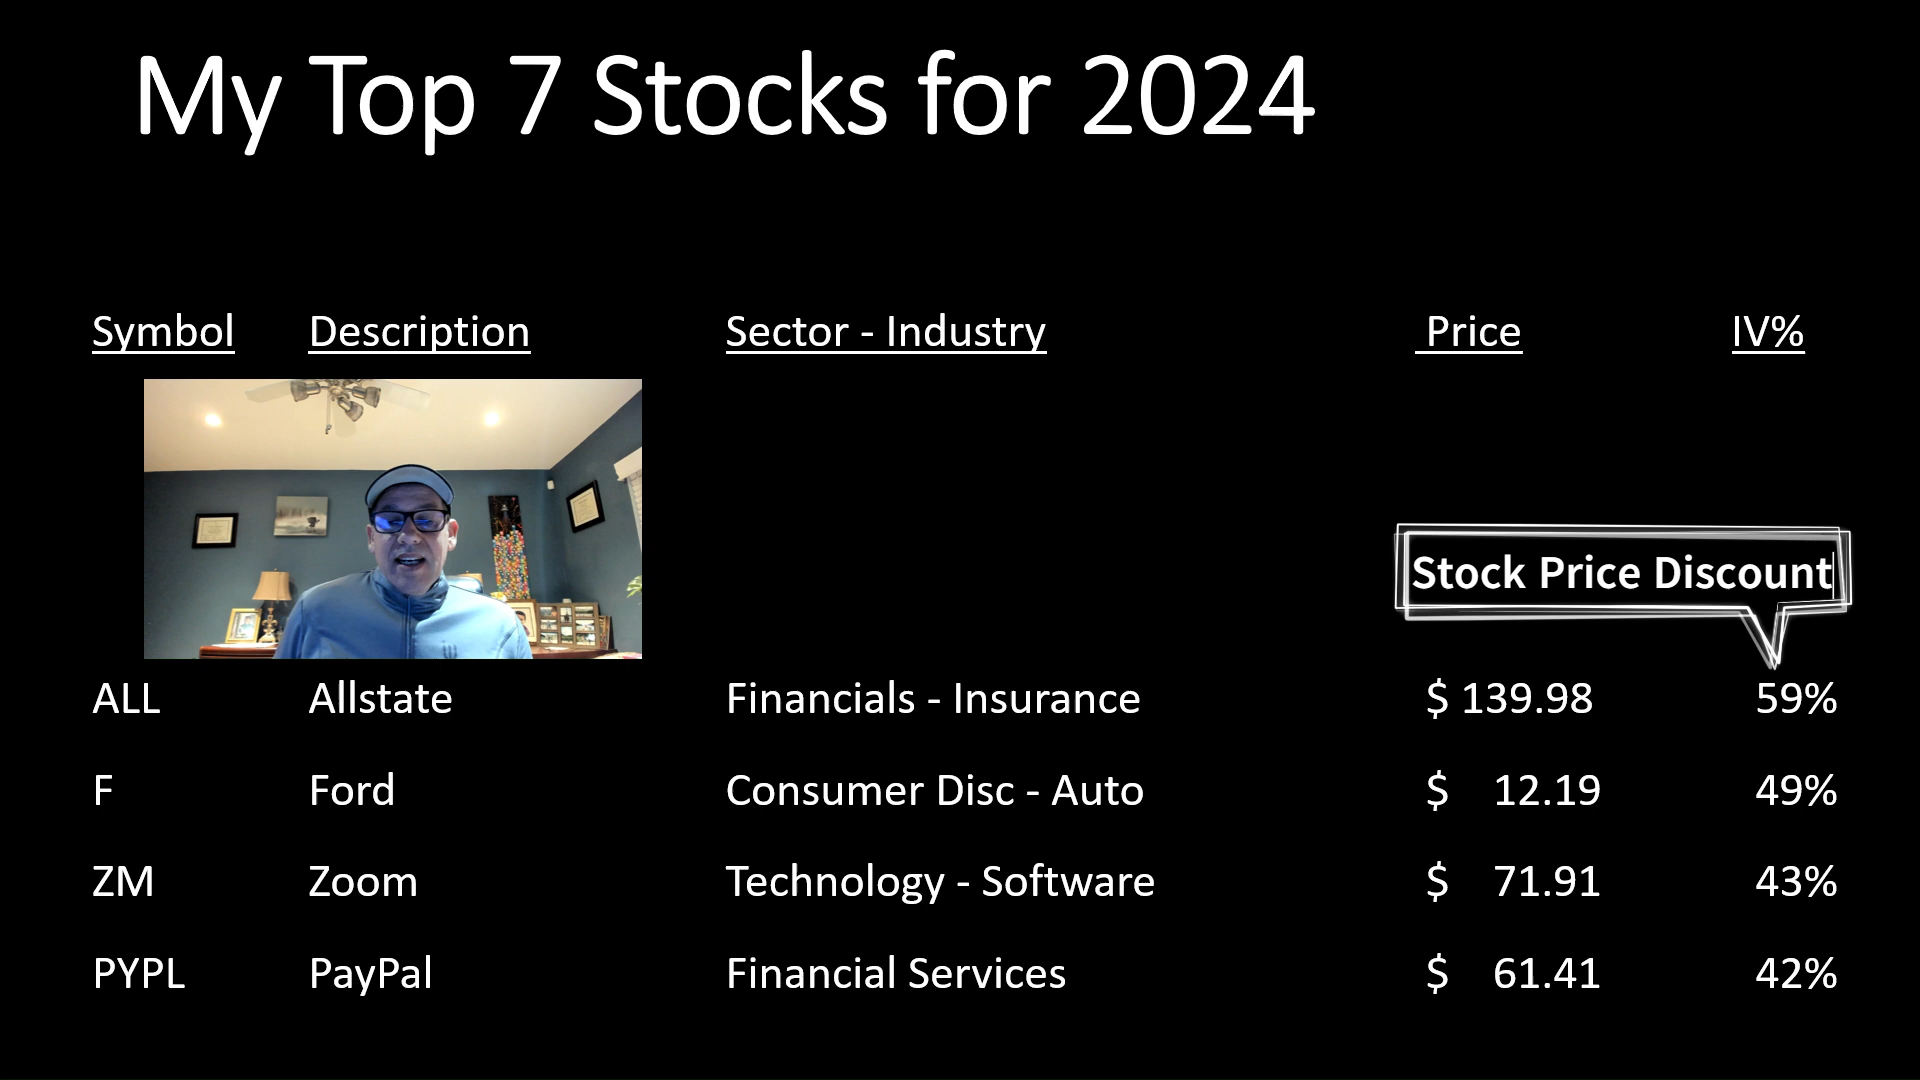 My Top 7 Stocks for 2024
Symbol Description Sector - Industry Price IV%
Stock Price Discount
ALL Allstate Financials - Insurance $ 139.98 59%
F Ford Consumer Disc - Auto $ 12.19 49%
ZM Zoom Technology - Software $ 71.91 43%
PYPL PayPal Financial Services $ 61.41 42%